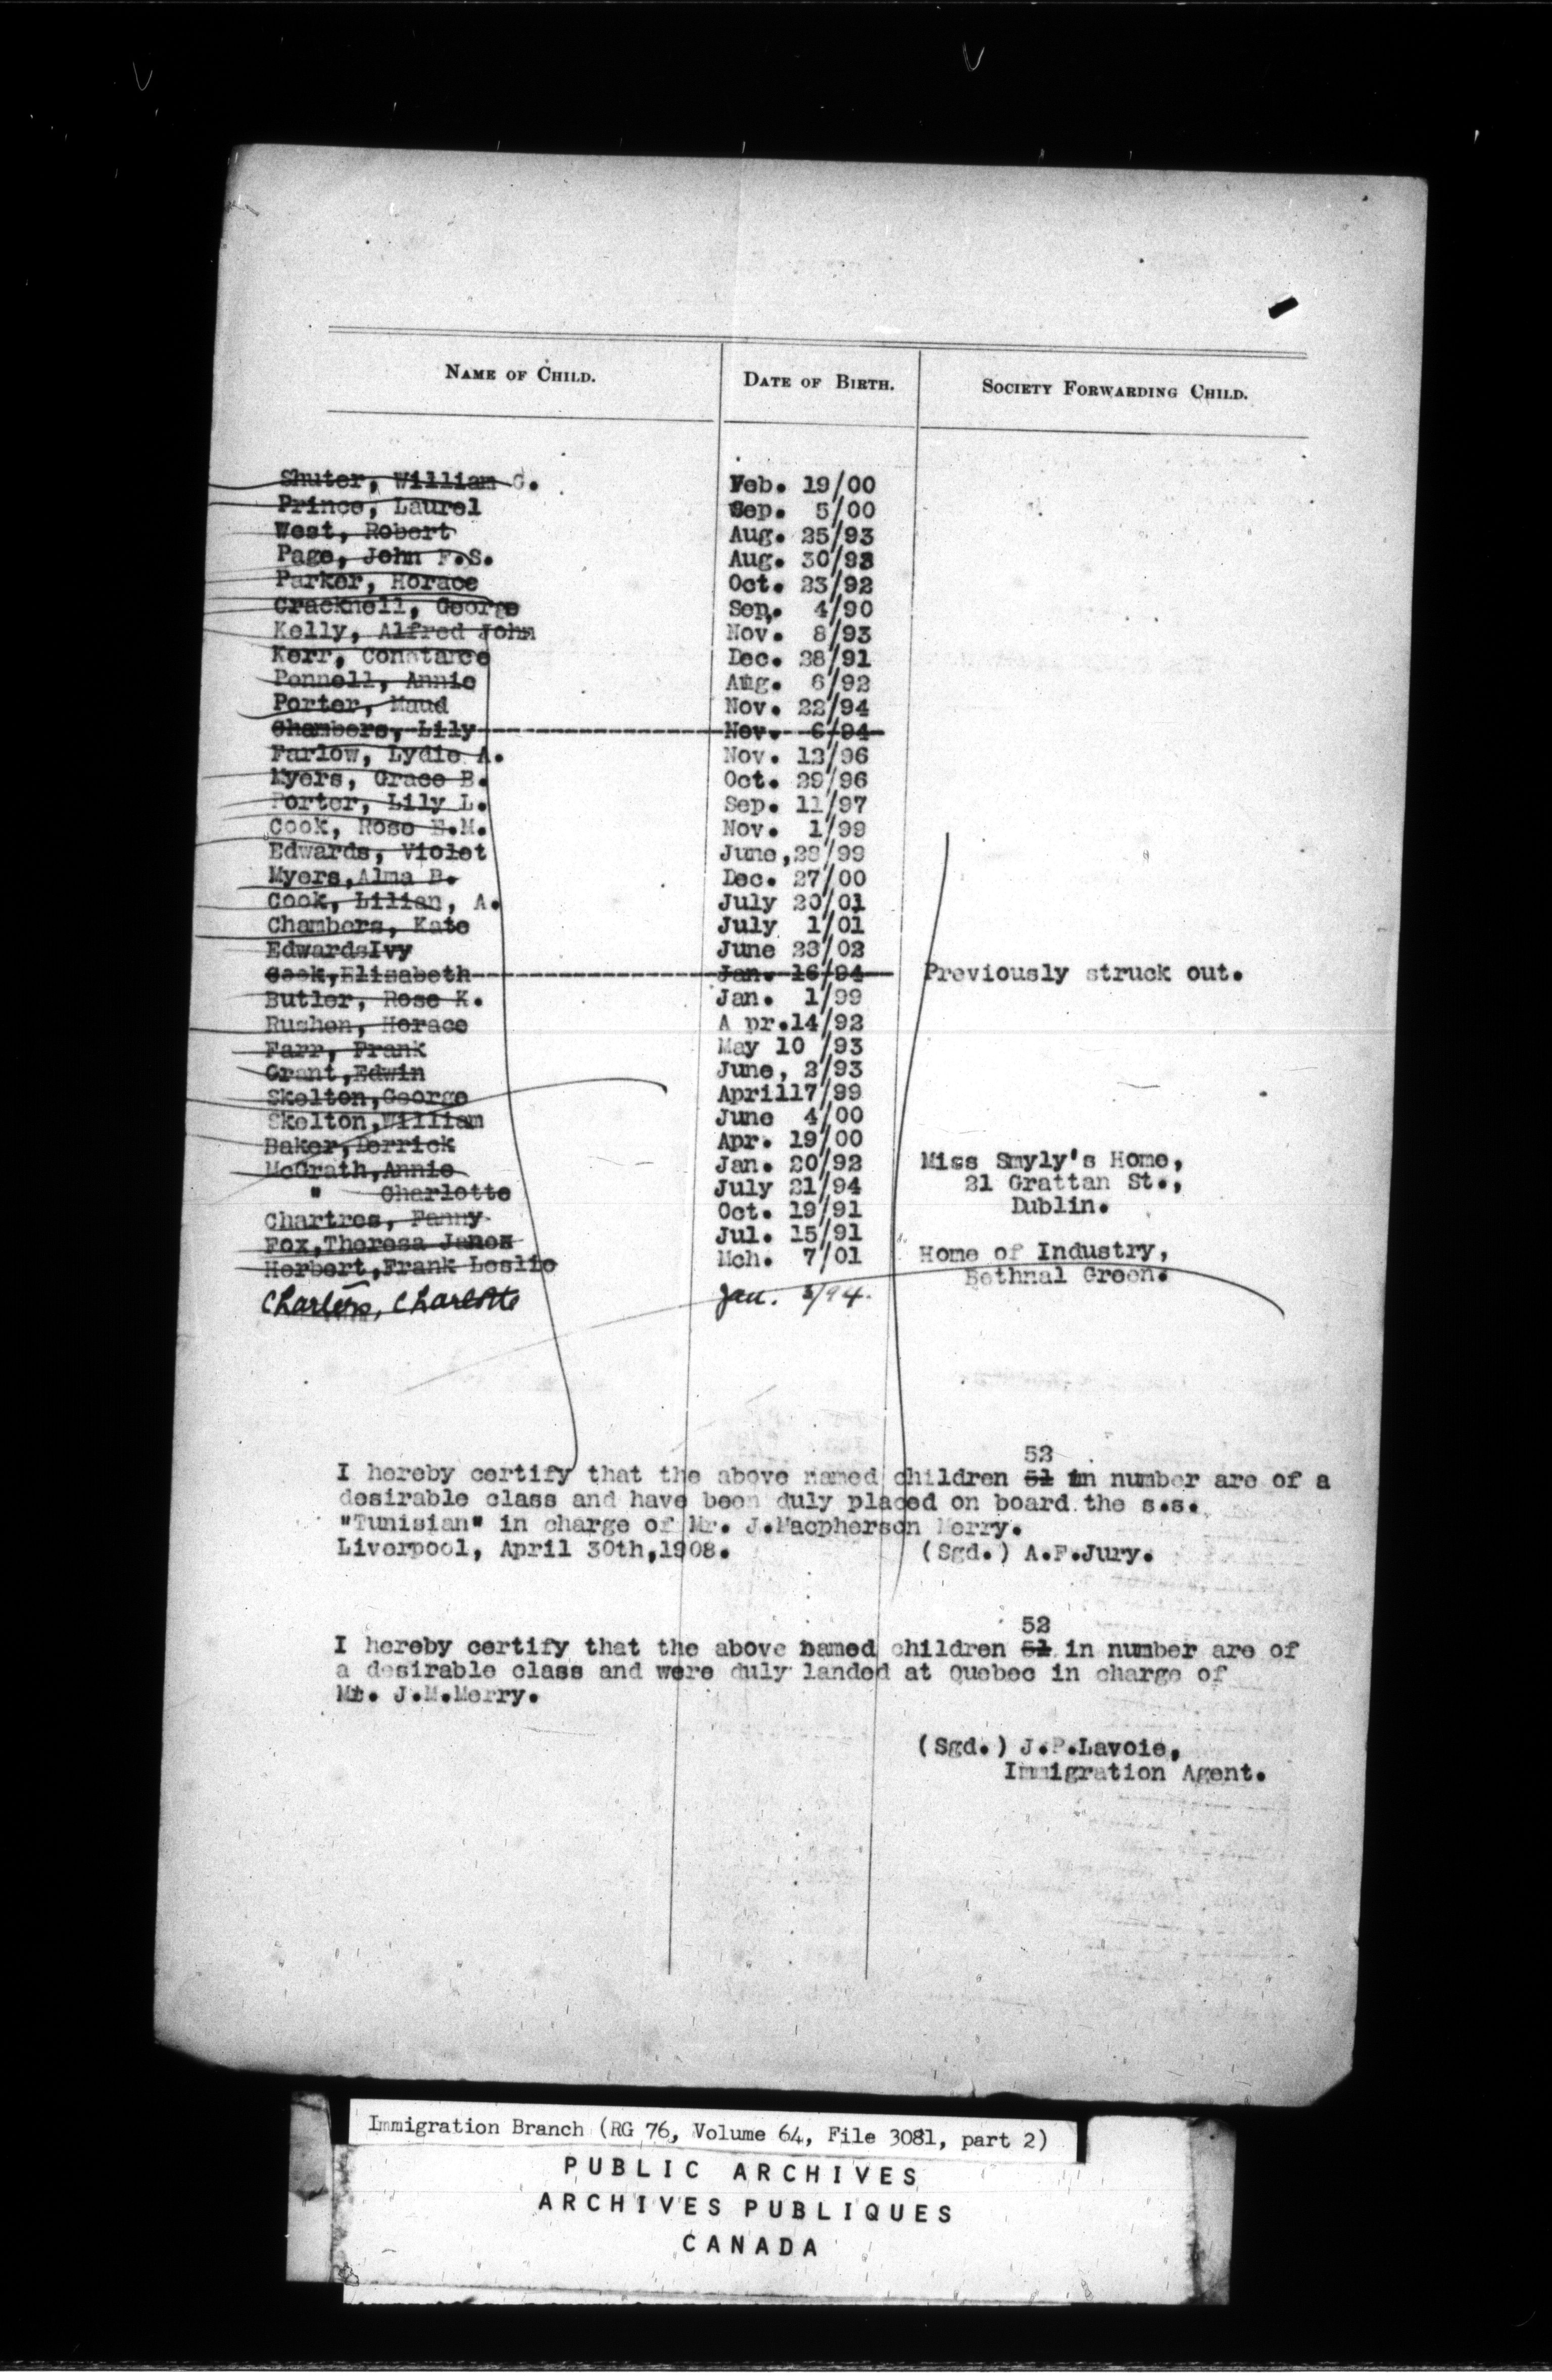 NAME OF CHILD. DATE OF BIRTH. SOCIETY FORWARDING CHILD.
Shuter, William G. Feb. 19/00
Prince, Laurel Sep. 5/00
West, Robert Aug. 25/93
Page, John F.S. Aug. 30/93
Parker, Horace Oct. 23/92
Cracknell, George Sep. 4/90
Kelly, Alfred John Nov. 8/93
Kerr, Constance Dec. 28/91
Pennell, Annie Aug. 6/92
Porter, Maud Nov. 22/94
Chambers, Lily Nov. 6/94
Farlow, Lydie A. Nov. 12/96
Myers, Grace B. Oct. 29/96
Porter, Lily L. Sep. 11/97
Cook, Rose E.M. Nov. 1/99
Edwards, Violet June, 28/99
Myers, Alma B. Dec. 27/00
Cook, Lilian, A. July 20/01
Chambers, Kate July 1/01
EdwardsIvy June 23/02
Cook, Elisabeth Jan. 16/94 Previously struck out.
Butler, Rose K. Jan. 1/99
Rushen, Horace A pr.14/92
Farr, Frank May 10 /93
Grant, Edwin June, 2/93
Skelton, George April17/99
Skelton, William June 4/00
Baker, Derrick Apr. 19/00
McGrath, Annie Jan. 20/92 Miss Smyly's Home,
" Charlotte July 21/94 21 Grattan St.,
Chartres, Fanny Oct. 19/91 Dublin.
Fox, Theresa Janes Jul. 15/91
Herbert, Frank Leslie Mch. 7/01 Home of Industry,
Bethnal Green.
Charters, Charlotte Jan. 3/94.
52
I hereby certify that the above named children 51 in number are of a
desirable class and have been duly placed on board the s.s.
"Tunisian" in charge of Mr. J.Macpherson Merry.
Liverpool, April 30th,1908. (Sgd.) A.F.Jury.
52
I hereby certify that the above named children 51 in number are of
a desirable class and were duly landed at Quebec in charge of
Mr. J.M.Merry.
(Sgd.) J.P.Lavoie,
Immigration Agent.
Immigration Branch (RG 76, Volume 64, File 3081, part 2)
PUBLIC ARCHIVES
ARCHIVES PUBLIQUES
CANADA